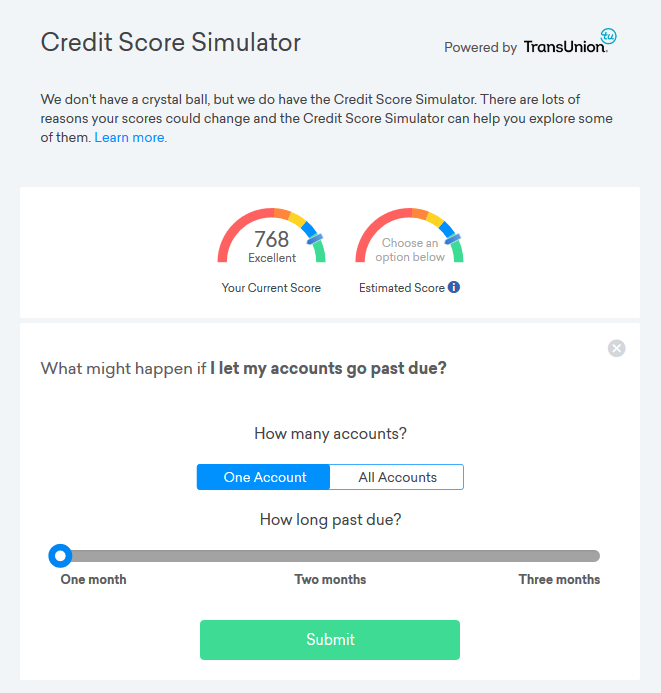 Credit Score Simulator
Powered by TransUnion.
tu
We don't have a crystal ball, but we do have the Credit Score Simulator. There are lots of
reasons your scores could change and the Credit Score Simulator can help you explore some
of them. Learn more.
768
Excellent
Your Current Score
Choose an
option below
Estimated Score i
What might happen if I let my accounts go past due?
How many accounts?
One Account
All Accounts
How long past due?
One month
Two months
Three months
Submit